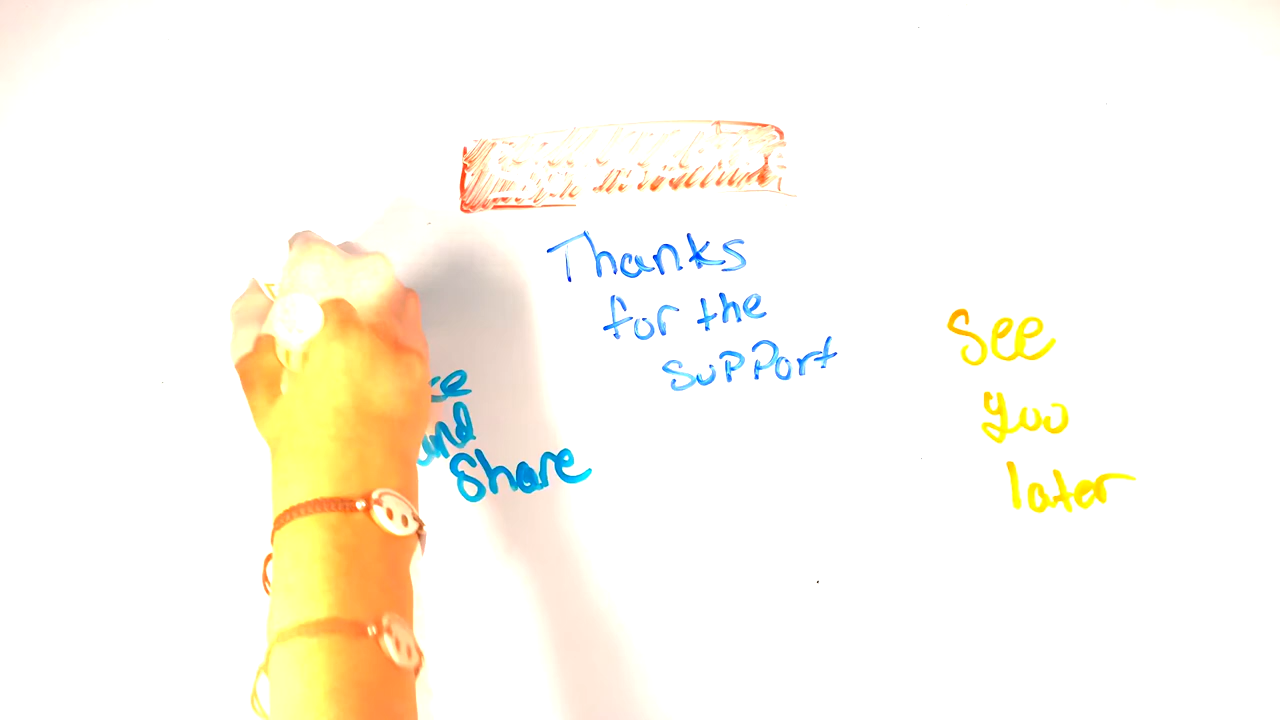 Thanks
for the
support
and
Share
See
you
later